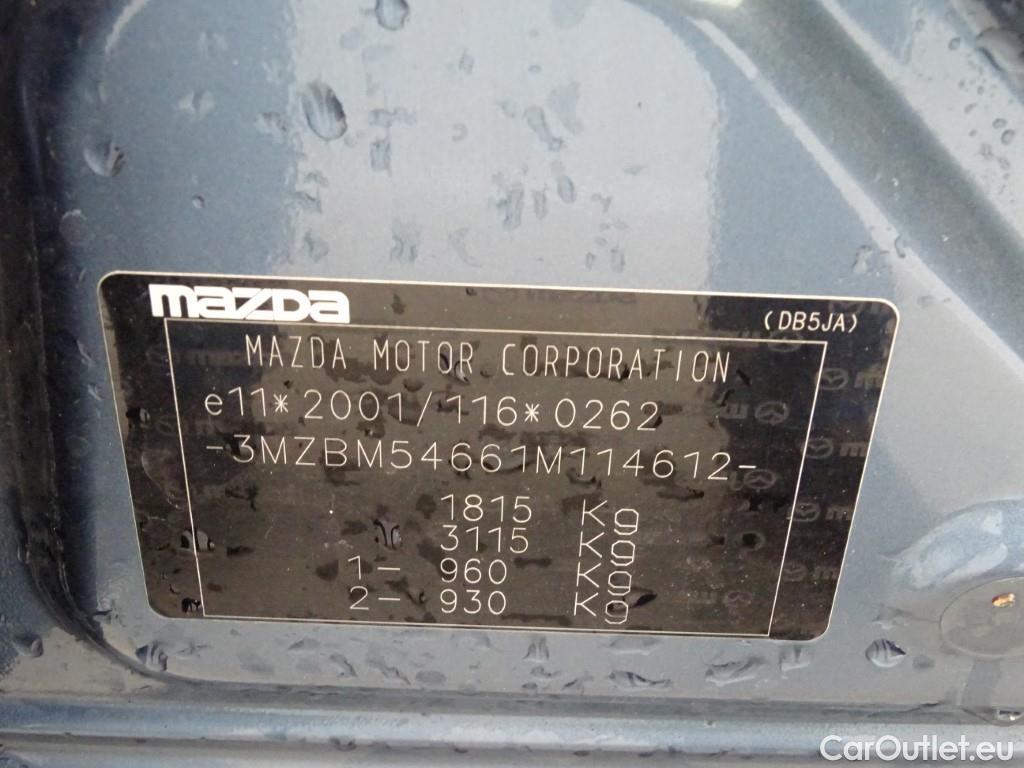 mazda
(DB5JA)
MAZDA MOTOR CORPORATION
e11*2001/116*0262
-3MZBM54661M114612-
1815 Kg
3115 Kg
1- 960 Kg
2- 930 Kg
CarOutlet.eu